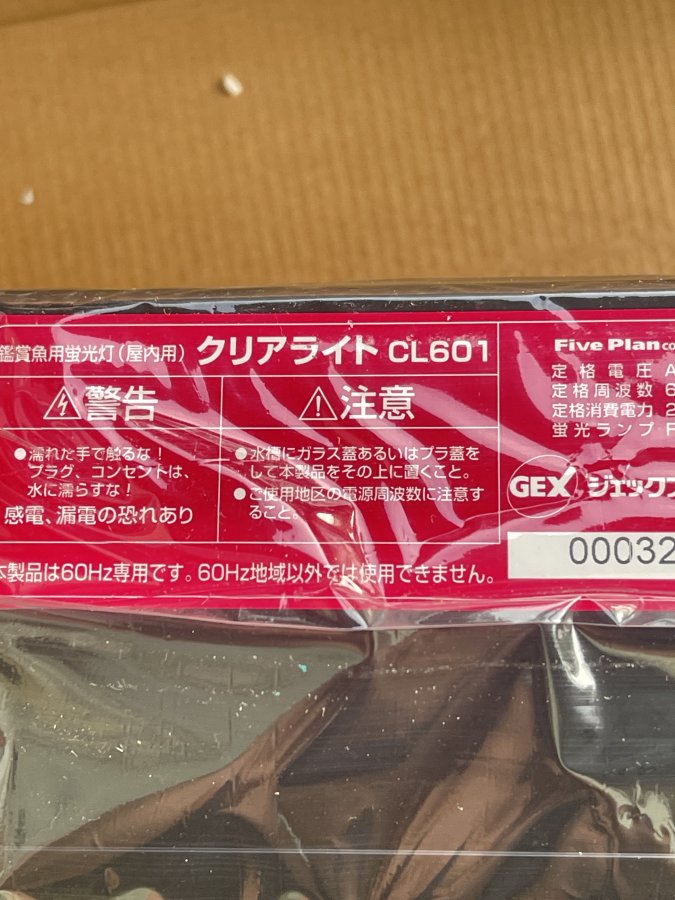 鑑賞魚用蛍光灯(屋内用) クリアライト CL601
警告
●濡れた手で触るな!
プラグ、コンセントは、
水に濡らすな!
感電、漏電の恐れあり
注意
●水槽にガラス蓋あるいはプラ蓋を
して本製品をその上に置くこと。
●ご使用地区の電源周波数に注意す
ること。
本製品は60Hz専用です。60Hz地域以外では使用できません。
Five Plan
定格電圧 A
定格周波数 6
定格消費電力 2
蛍光ランプ F
GEX ジェックス
00032